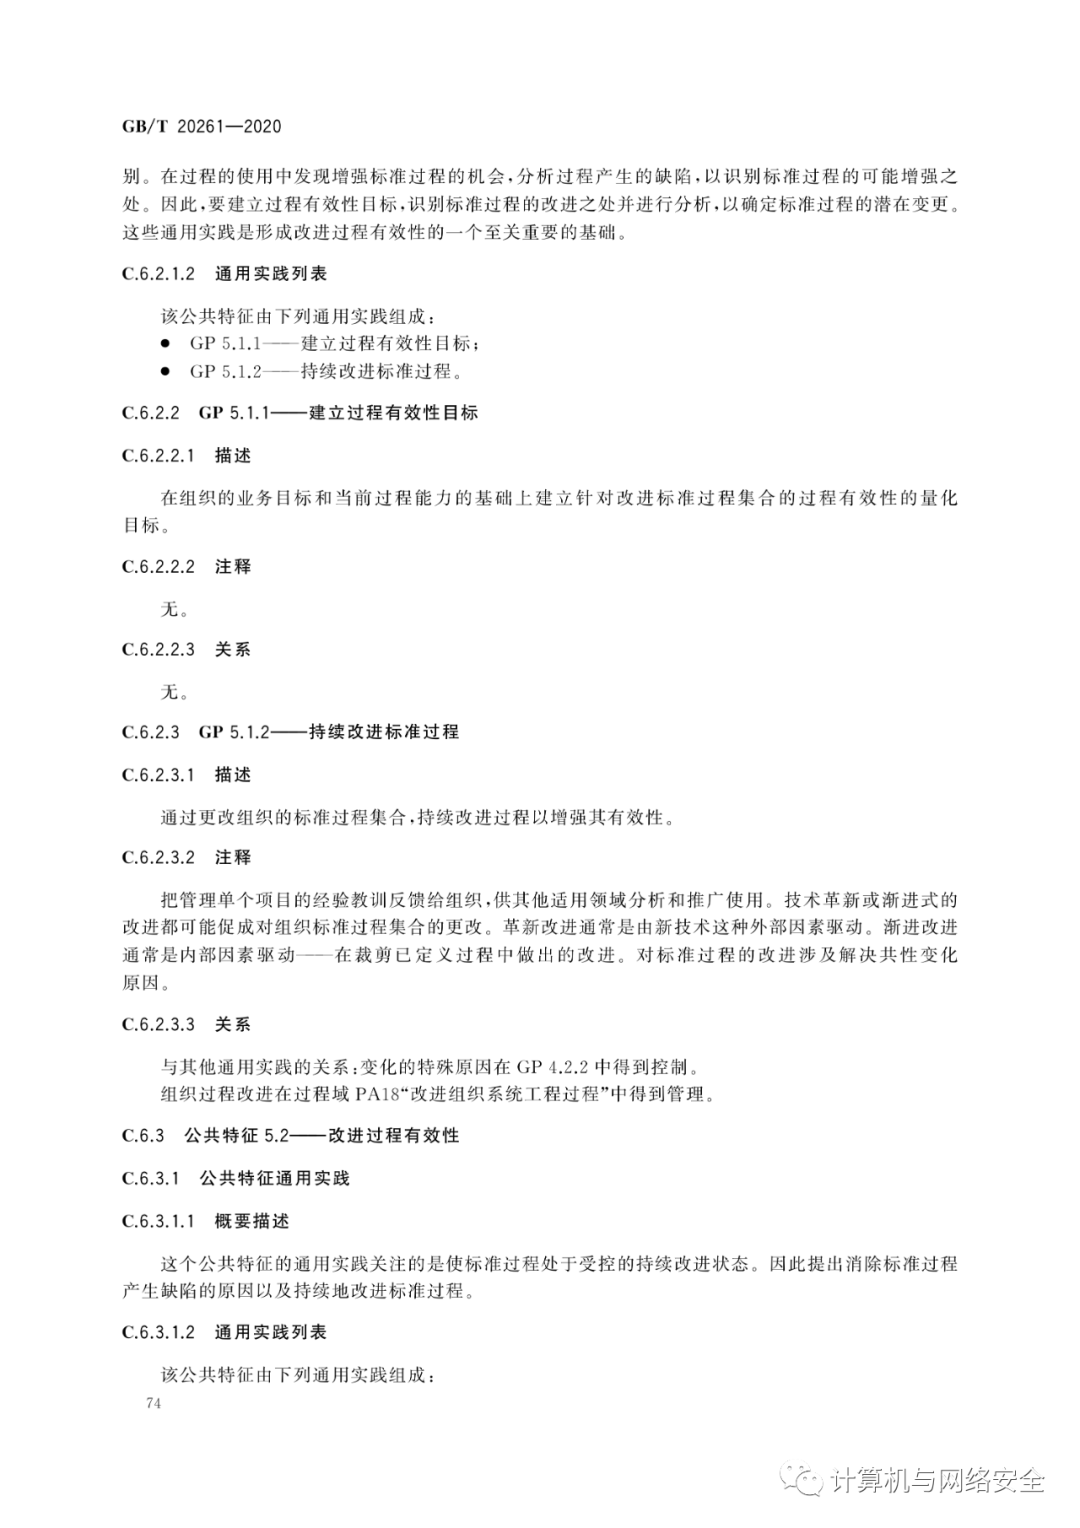 GB/T 20261—2020
别。在过程的使用中发现增强标准过程的机会,分析过程产生的缺陷,以识别标准过程的可能增强之
处。因此,要建立过程有效性目标,识别标准过程的改进之处并进行分析,以确定标准过程的潜在变更。
这些通用实践是形成改进过程有效性的一个至关重要的基础。
C.6.2.1.2 通用实践列表
该公共特征由下列通用实践组成:
● GP 5.1.1——建立过程有效性目标;
● GP 5.1.2——持续改进标准过程。
C.6.2.2 GP 5.1.1——建立过程有效性目标
C.6.2.2.1 描述
在组织的业务目标和当前过程能力的基础上建立针对改进标准过程集合的过程有效性的量化
目标。
C.6.2.2.2 注释
无。
C.6.2.2.3 关系
无。
C.6.2.3 GP 5.1.2——持续改进标准过程
C.6.2.3.1 描述
通过更改组织的标准过程集合,持续改进过程以增强其有效性。
C.6.2.3.2 注释
把管理单个项目的经验教训反馈给组织,供其他适用领域分析和推广使用。技术革新或渐进式的
改进都可能促成对组织标准过程集合的更改。革新改进通常是由新技术这种外部因素驱动。渐进改进
通常是内部因素驱动——在裁剪已定义过程中做出的改进。对标准过程的改进涉及解决共性变化
原因。
C.6.2.3.3 关系
与其他通用实践的关系:变化的特殊原因在 GP 4.2.2 中得到控制。
组织过程改进在过程域 PA18“改进组织系统工程过程”中得到管理。
C.6.3 公共特征 5.2——改进过程有效性
C.6.3.1 公共特征通用实践
C.6.3.1.1 概要描述
这个公共特征的通用实践关注的是使标准过程处于受控的持续改进状态。因此提出消除标准过程
产生缺陷的原因以及持续地改进标准过程。
C.6.3.1.2 通用实践列表
该公共特征由下列通用实践组成:
74
计算机与网络安全